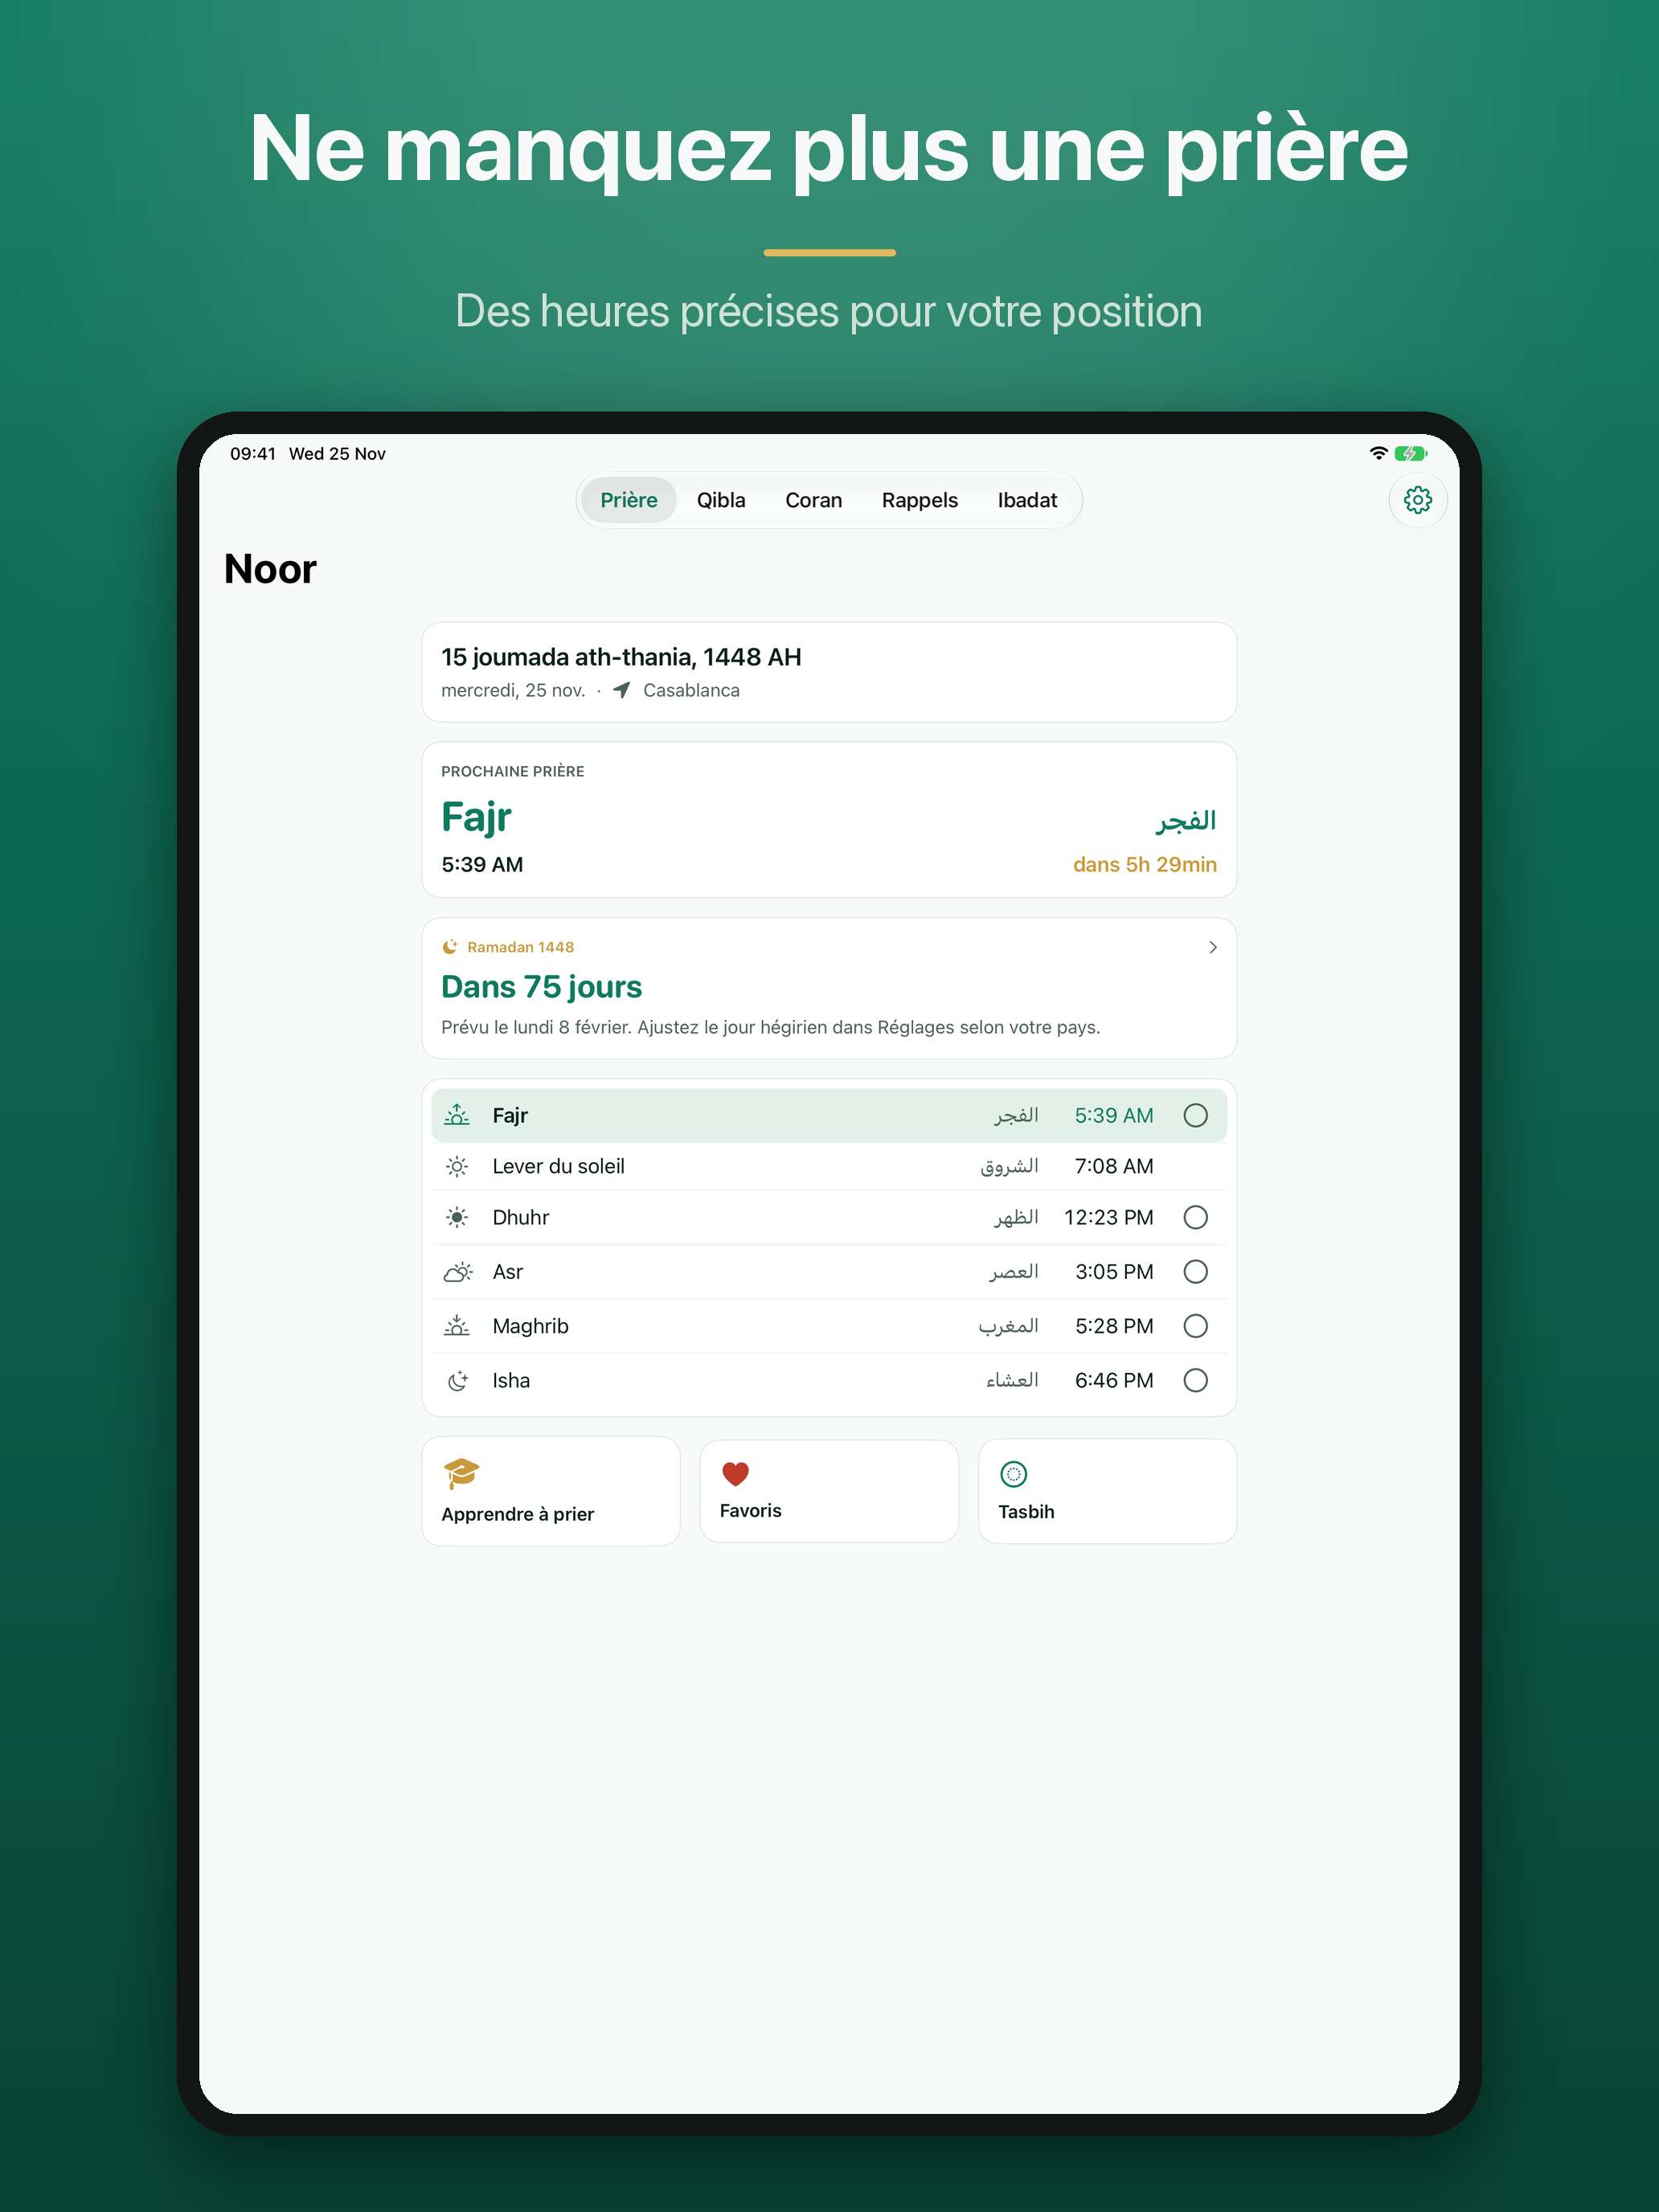 Ne manquez plus une prière
Des heures précises pour votre position
09:41 Wed 25 Nov
Prière Qibla Coran Rappels Ibadat
Noor
15 joumada ath-thania, 1448 AH
mercredi, 25 nov. · Casablanca
PROCHAINE PRIÈRE
Fajr الفجر
5:39 AM dans 5h 29min
Ramadan 1448
Dans 75 jours
Prévu le lundi 8 février. Ajustez le jour hégirien dans Réglages selon votre pays.
Fajr الفجر 5:39 AM
Lever du soleil الشروق 7:08 AM
Dhuhr الظهر 12:23 PM
Asr العصر 3:05 PM
Maghrib المغرب 5:28 PM
Isha العشاء 6:46 PM
Apprendre à prier Favoris Tasbih